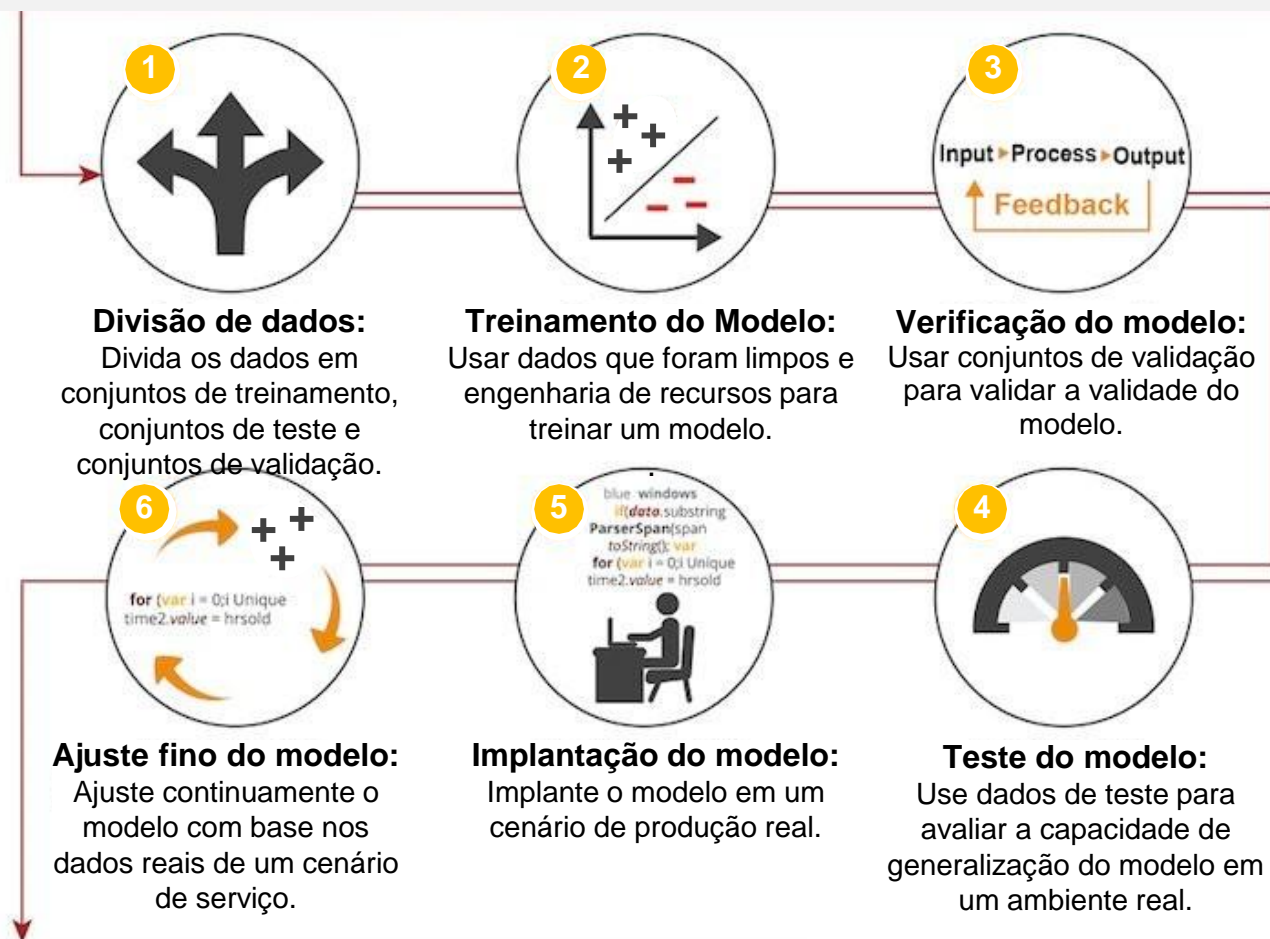 1
Divisão de dados:
Divida os dados em
conjuntos de treinamento,
conjuntos de teste e
conjuntos de validação.
2
Treinamento do Modelo:
Usar dados que foram limpos e
engenharia de recursos para
treinar um modelo.
3
Input Process Output
Feedback
Verificação do modelo:
Usar conjuntos de validação
para validar a validade do
modelo.
4
Teste do modelo:
Use dados de teste para
avaliar a capacidade de
generalização do modelo em
um ambiente real.
5
.
blue windows
if(data.substring
ParserSpan(span
toString(); var
for (var i = 0;i Unique
time2.value = hrsold
Implantação do modelo:
Implante o modelo em um
cenário de produção real.
6
for (var i = 0;i Unique
time2.value = hrsold
Ajuste fino do modelo:
Ajuste continuamente o
modelo com base nos
dados reais de um cenário
de serviço.